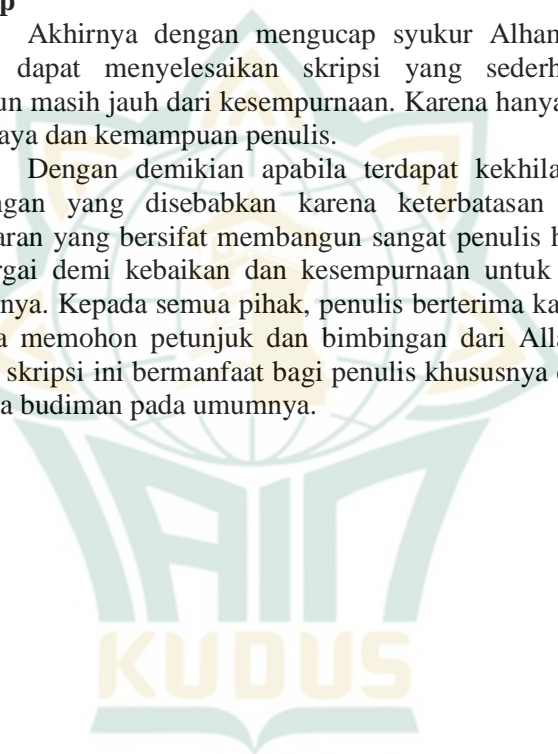 p
Akhirnya dengan mengucap syukur Alham
dapat menyelesaikan skripsi yang sederh
un masih jauh dari kesempurnaan. Karena hanya
aya dan kemampuan penulis.
Dengan demikian apabila terdapat kekhila
ngan yang disebabkan karena keterbatasan
aran yang bersifat membangun sangat penulis h
rgai demi kebaikan dan kesempurnaan untuk
nya. Kepada semua pihak, penulis berterima ka
a memohon petunjuk dan bimbingan dari Alla
skripsi ini bermanfaat bagi penulis khususnya
a budiman pada umumnya.
IAIN
KUDUS